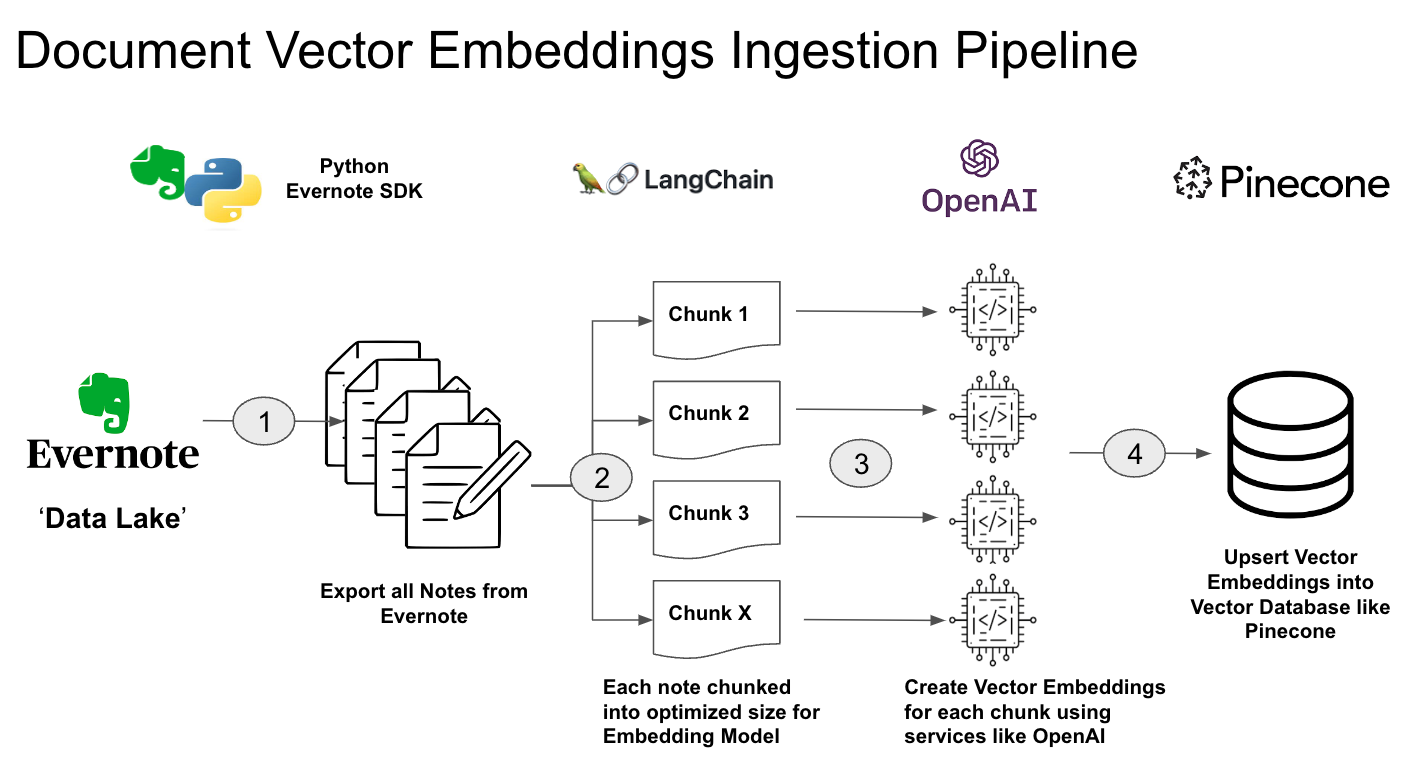 Document Vector Embeddings Ingestion Pipeline
Python
Evernote SDK
LangChain
OpenAI
Pinecone
Evernote
‘Data Lake’
1
Export all Notes from
Evernote
2
Chunk 1
Chunk 2
Chunk 3
Chunk X
Each note chunked
into optimized size for
Embedding Model
3
</>
</>
</>
</>
Create Vector Embeddings
for each chunk using
services like OpenAI
4
Upsert Vector
Embeddings into
Vector Database like
Pinecone